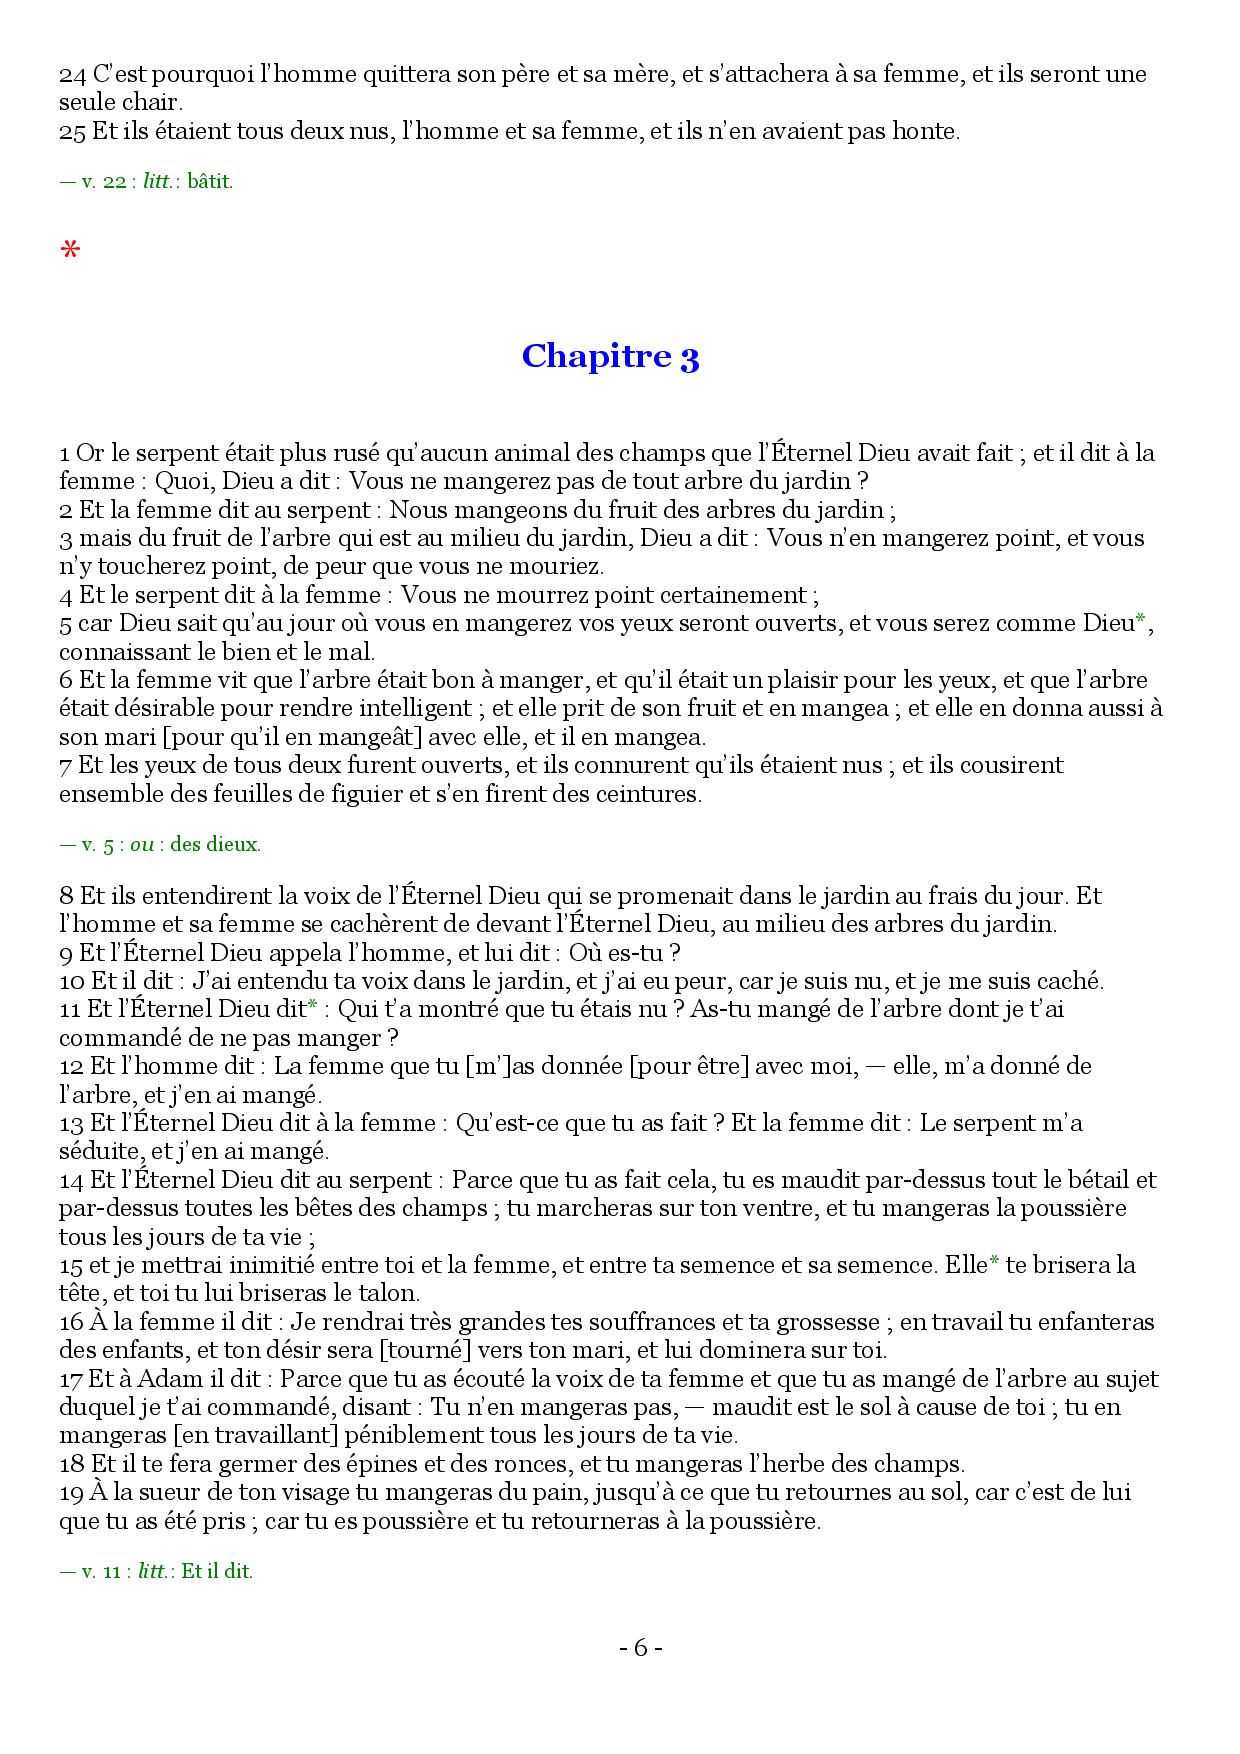 24 C’est pourquoi l’homme quittera son père et sa mère, et s’attachera à sa femme, et ils seront une
seule chair.
25 Et ils étaient tous deux nus, l’homme et sa femme, et ils n’en avaient pas honte.
— v. 22 : litt.: bâtit.
*
Chapitre 3
1 Or le serpent était plus rusé qu’aucun animal des champs que l’Éternel Dieu avait fait ; et il dit à la
femme : Quoi, Dieu a dit : Vous ne mangerez pas de tout arbre du jardin ?
2 Et la femme dit au serpent : Nous mangeons du fruit des arbres du jardin ;
3 mais du fruit de l’arbre qui est au milieu du jardin, Dieu a dit : Vous n’en mangerez point, et vous
n’y toucherez point, de peur que vous ne mouriez.
4 Et le serpent dit à la femme : Vous ne mourrez point certainement ;
5 car Dieu sait qu’au jour où vous en mangerez vos yeux seront ouverts, et vous serez comme Dieu*,
connaissant le bien et le mal.
6 Et la femme vit que l’arbre était bon à manger, et qu’il était un plaisir pour les yeux, et que l’arbre
était désirable pour rendre intelligent ; et elle prit de son fruit et en mangea ; et elle en donna aussi à
son mari [pour qu’il en mangeât] avec elle, et il en mangea.
7 Et les yeux de tous deux furent ouverts, et ils connurent qu’ils étaient nus ; et ils cousirent
ensemble des feuilles de figuier et s’en firent des ceintures.
— v. 5 : ou : des dieux.
8 Et ils entendirent la voix de l’Éternel Dieu qui se promenait dans le jardin au frais du jour. Et
l’homme et sa femme se cachèrent de devant l’Éternel Dieu, au milieu des arbres du jardin.
9 Et l’Éternel Dieu appela l’homme, et lui dit : Où es-tu ?
10 Et il dit : J’ai entendu ta voix dans le jardin, et j’ai eu peur, car je suis nu, et je me suis caché.
11 Et l’Éternel Dieu dit* : Qui t’a montré que tu étais nu ? As-tu mangé de l’arbre dont je t’ai
commandé de ne pas manger ?
12 Et l’homme dit : La femme que tu [m’]as donnée [pour être] avec moi, — elle, m’a donné de
l’arbre, et j’en ai mangé.
13 Et l’Éternel Dieu dit à la femme : Qu’est-ce que tu as fait ? Et la femme dit : Le serpent m’a
séduite, et j’en ai mangé.
14 Et l’Éternel Dieu dit au serpent : Parce que tu as fait cela, tu es maudit par-dessus tout le bétail et
par-dessus toutes les bêtes des champs ; tu marcheras sur ton ventre, et tu mangeras la poussière
tous les jours de ta vie ;
15 et je mettrai inimitié entre toi et la femme, et entre ta semence et sa semence. Elle* te brisera la
tête, et toi tu lui briseras le talon.
16 À la femme il dit : Je rendrai très grandes tes souffrances et ta grossesse ; en travail tu enfanteras
des enfants, et ton désir sera [tourné] vers ton mari, et lui dominera sur toi.
17 Et à Adam il dit : Parce que tu as écouté la voix de ta femme et que tu as mangé de l’arbre au sujet
duquel je t’ai commandé, disant : Tu n’en mangeras pas, — maudit est le sol à cause de toi ; tu en
mangeras [en travaillant] péniblement tous les jours de ta vie.
18 Et il te fera germer des épines et des ronces, et tu mangeras l’herbe des champs.
19 À la sueur de ton visage tu mangeras du pain, jusqu’à ce que tu retournes au sol, car c’est de lui
que tu as été pris ; car tu es poussière et tu retourneras à la poussière.
— v. 11 : litt.: Et il dit.
- 6 -